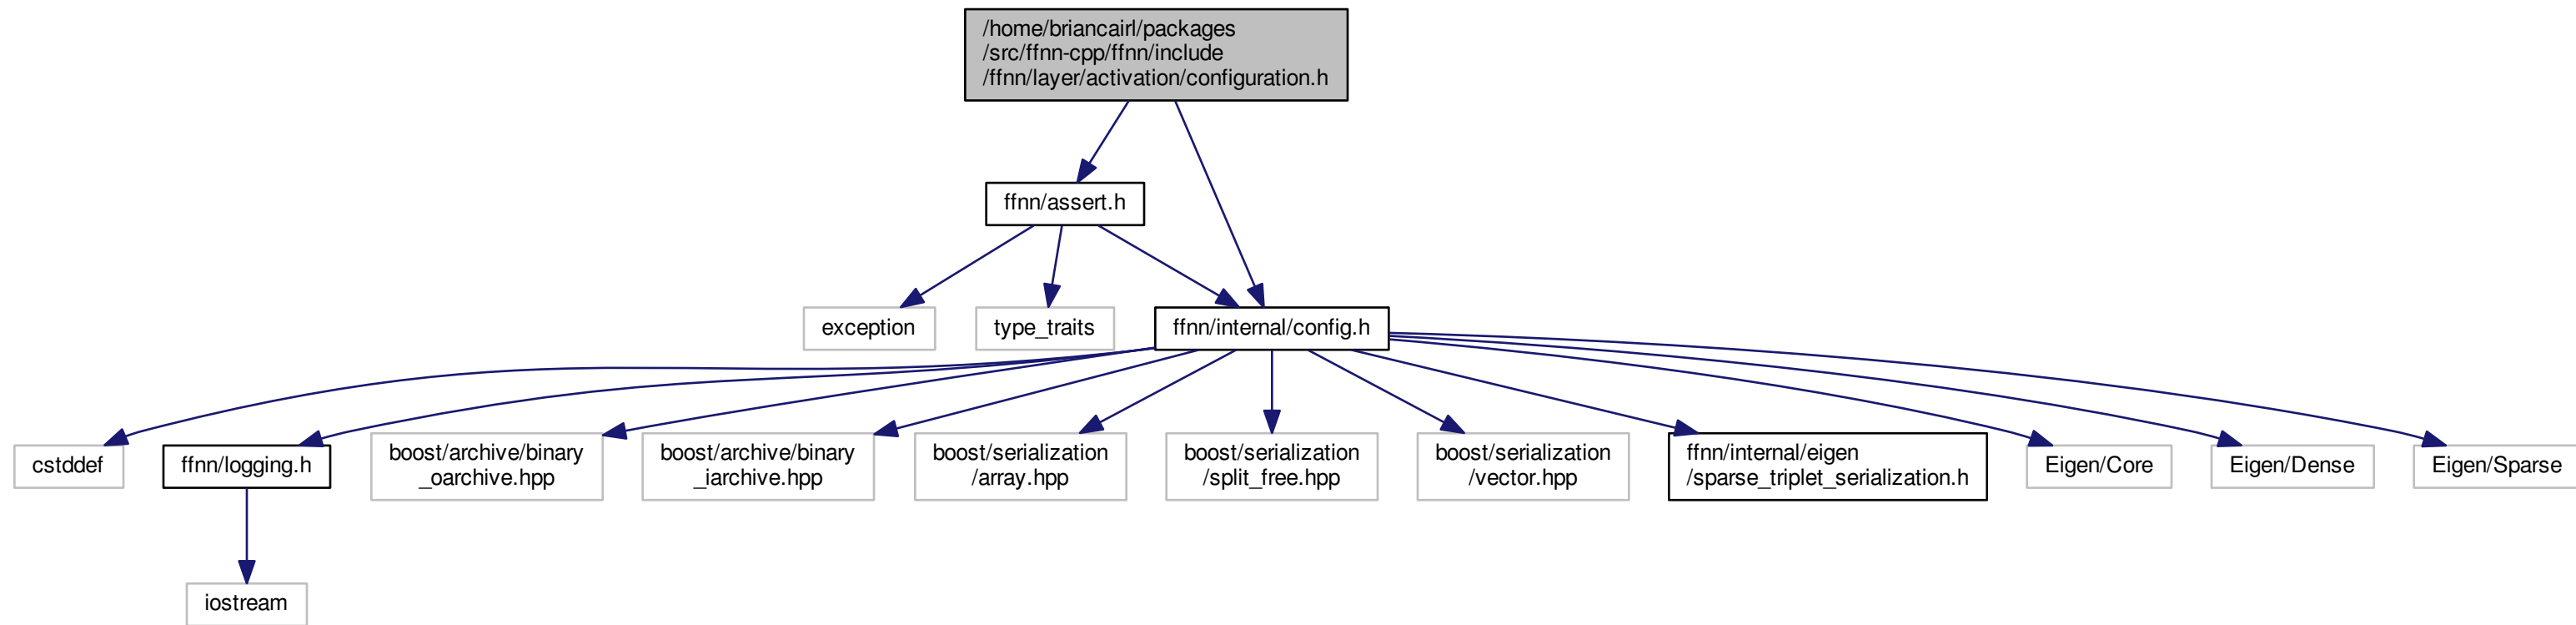 /home/briancairl/packages
/src/ffnn-cpp/ffnn/include
/ffnn/layer/activation/configuration.h
ffnn/assert.h
exception
type_traits
ffnn/internal/config.h
cstddef
ffnn/logging.h
boost/archive/binary
_oarchive.hpp
boost/archive/binary
_iarchive.hpp
boost/serialization
/array.hpp
boost/serialization
/split_free.hpp
boost/serialization
/vector.hpp
ffnn/internal/eigen
/sparse_triplet_serialization.h
Eigen/Core
Eigen/Dense
Eigen/Sparse
iostream